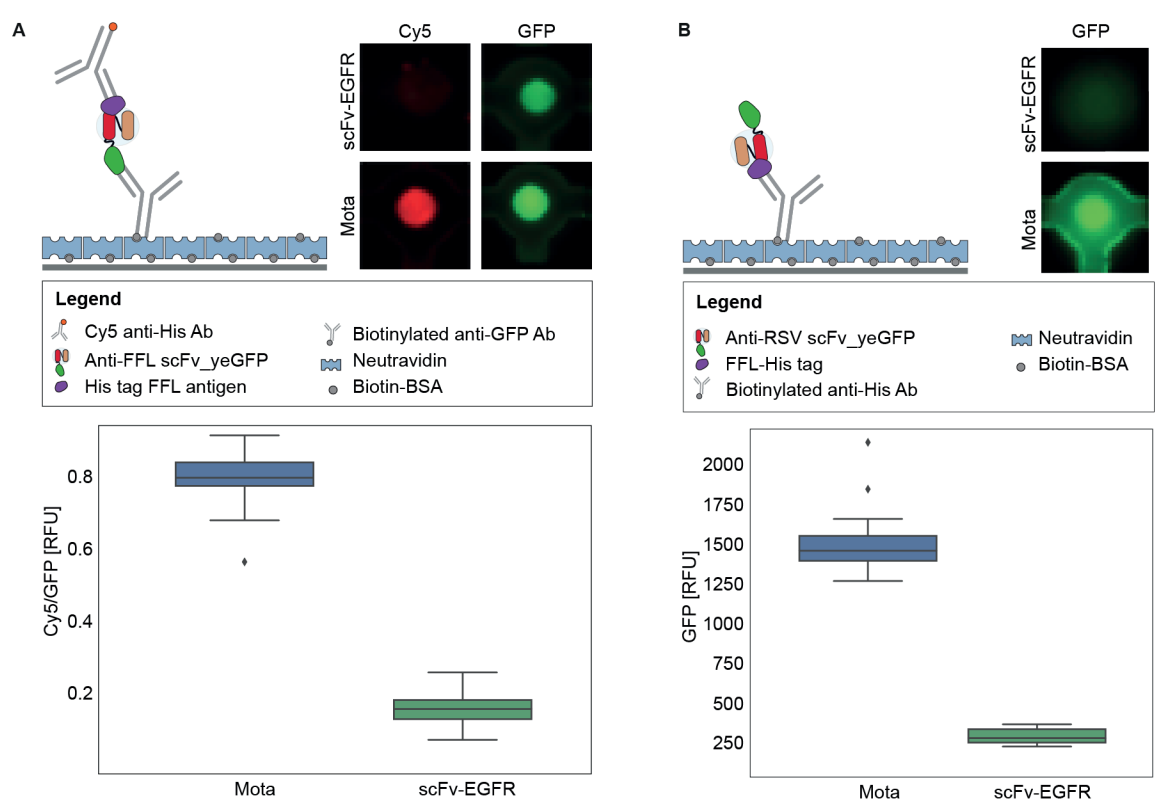 A
Cy5
GFP
scFv-EGFR
Mota
Legend
Cy5 anti-His Ab
Anti-FFL scFv_yeGFP
His tag FFL antigen
Biotinylated anti-GFP Ab
Neutravidin
Biotin-BSA
Cy5/GFP [RFU]
0.8
0.6
0.4
0.2
Mota
scFv-EGFR
B
GFP
scFv-EGFR
Mota
Legend
Anti-RSV scFv_yeGFP
FFL-His tag
Biotinylated anti-His Ab
Neutravidin
Biotin-BSA
GFP [RFU]
2000
1750
1500
1250
1000
750
500
250
Mota
scFv-EGFR